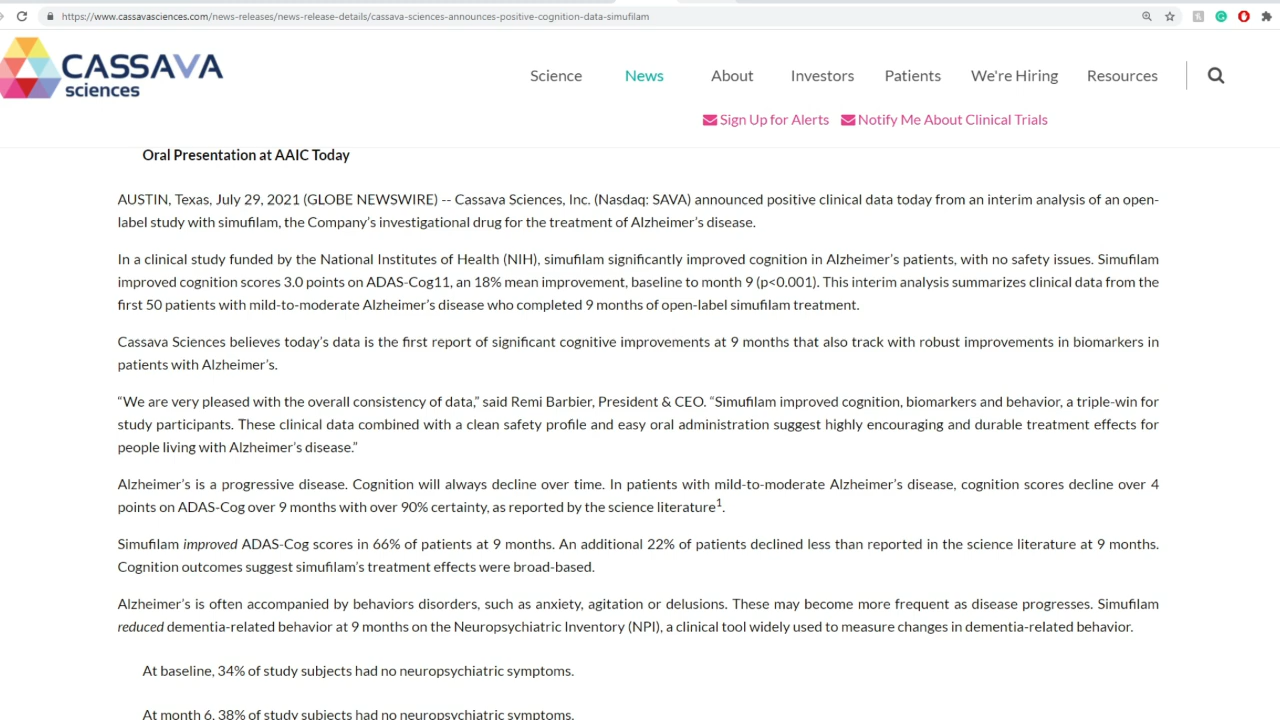 https://www.cassavasciences.com/news-releases/news-release-details/cassava-sciences-announces-positive-cognition-data-simufilam
CASSAVA
sciences
Science News About Investors Patients We're Hiring Resources
Sign Up for Alerts Notify Me About Clinical Trials
Oral Presentation at AAIC Today
AUSTIN, Texas, July 29, 2021 (GLOBE NEWSWIRE) -- Cassava Sciences, Inc. (Nasdaq: SAVA) announced positive clinical data today from an interim analysis of an open-
label study with simufilam, the Company’s investigational drug for the treatment of Alzheimer’s disease.
In a clinical study funded by the National Institutes of Health (NIH), simufilam significantly improved cognition in Alzheimer’s patients, with no safety issues. Simufilam
improved cognition scores 3.0 points on ADAS-Cog11, an 18% mean improvement, baseline to month 9 (p<0.001). This interim analysis summarizes clinical data from the
first 50 patients with mild-to-moderate Alzheimer’s disease who completed 9 months of open-label simufilam treatment.
Cassava Sciences believes today’s data is the first report of significant cognitive improvements at 9 months that also track with robust improvements in biomarkers in
patients with Alzheimer’s.
“We are very pleased with the overall consistency of data,” said Remi Barbier, President & CEO. “Simufilam improved cognition, biomarkers and behavior, a triple-win for
study participants. These clinical data combined with a clean safety profile and easy oral administration suggest highly encouraging and durable treatment effects for
people living with Alzheimer’s disease.”
Alzheimer’s is a progressive disease. Cognition will always decline over time. In patients with mild-to-moderate Alzheimer’s disease, cognition scores decline over 4
points on ADAS-Cog over 9 months with over 90% certainty, as reported by the science literature1.
Simufilam improved ADAS-Cog scores in 66% of patients at 9 months. An additional 22% of patients declined less than reported in the science literature at 9 months.
Cognition outcomes suggest simufilam’s treatment effects were broad-based.
Alzheimer’s is often accompanied by behaviors disorders, such as anxiety, agitation or delusions. These may become more frequent as disease progresses. Simufilam
reduced dementia-related behavior at 9 months on the Neuropsychiatric Inventory (NPI), a clinical tool widely used to measure changes in dementia-related behavior.
At baseline, 34% of study subjects had no neuropsychiatric symptoms.
At month 6, 38% of study subjects had no neuropsychiatric symptoms.